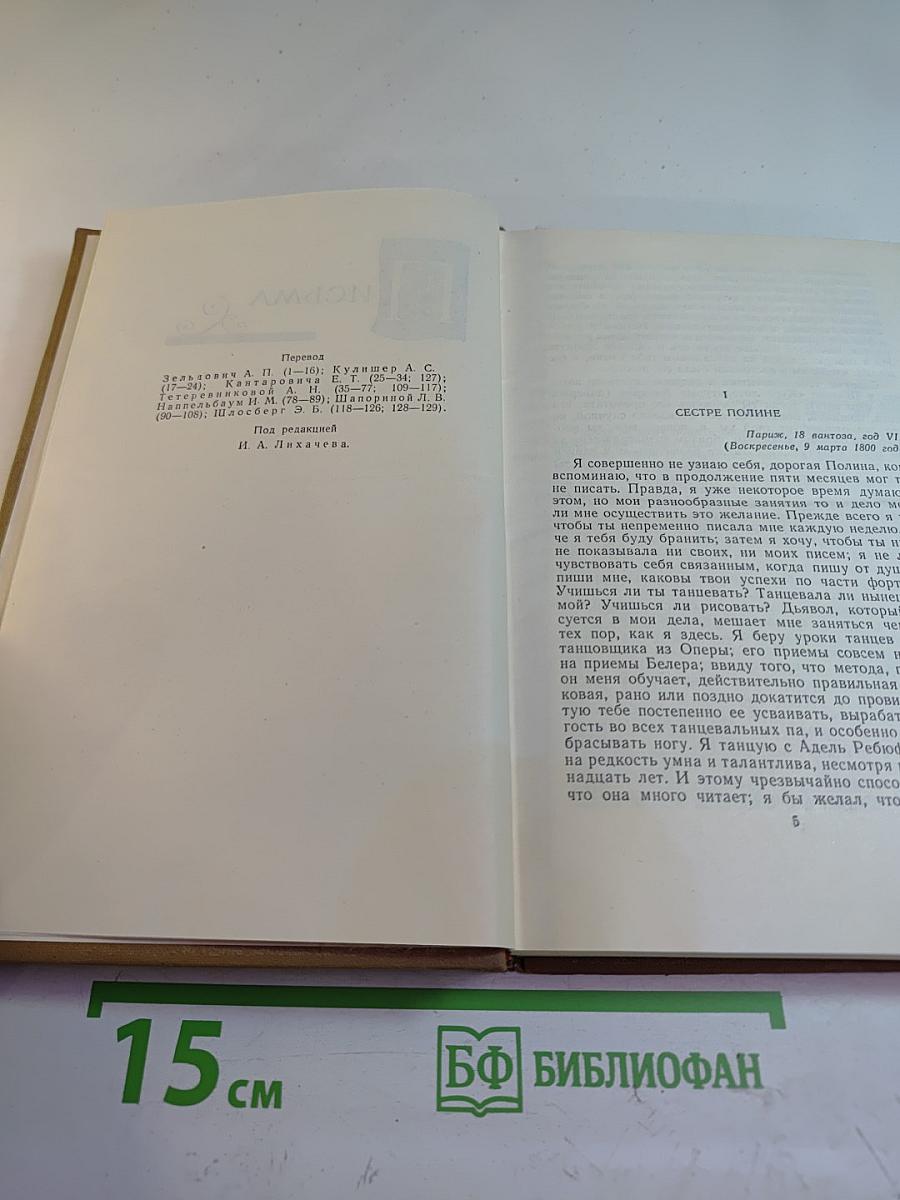 ПИСЬМА
Перевод
Зельдович А. П. (1—16); Кулишер А. С.
(17—24); Кантаровича Е. Т. (25—34; 127);
Тетеревниковой А. Н. (35—77; 109—117);
Наппельбаум И. М. (78—89); Шапориной Л. В.
(90—108); Шлосберг Э. Б. (118—126; 128—129).
Под редакцией
И. А. Лихачева.
I
СЕСТРЕ ПОЛИНЕ
Париж, 18 вантоза, год VI
(Воскресенье, 9 марта 1800 год
Я совершенно не узнаю себя, дорогая Полина, ко
вспоминаю, что в продолжение пяти месяцев мог т
не писать. Правда, я уже некоторое время думаю
этом, но мои разнообразные занятия то и дело ме
ли мне осуществить это желание. Прежде всего я
чтобы ты непременно писала мне каждую неделю.
че я тебя буду бранить; затем я хочу, чтобы ты ни
не показывала ни своих, ни моих писем; я не л
чувствовать себя связанным, когда пишу от душ
пиши мне, каковы твои успехи по части форт
Учишься ли ты танцевать? Танцевала ли нынеш
мой? Учишься ли рисовать? Дьявол, который
суется в мои дела, мешает мне заняться чем
тех пор, как я здесь. Я беру уроки танцев
танцовщика из Оперы; его приемы совсем н
на приемы Белера; ввиду того, что метода, п
он меня обучает, действительно правильная
ковая, рано или поздно докатится до прови
тую тебе постепенно ее усваивать, вырабат
гость во всех танцевальных па, и особенно
брасывать ногу. Я танцую с Адель Ребюф
на редкость умна и талантлива, несмотря
надцать лет. И этому чрезвычайно спосо
что она много читает; я бы желал, что
5
15 см
БФ БИБЛИОФАН